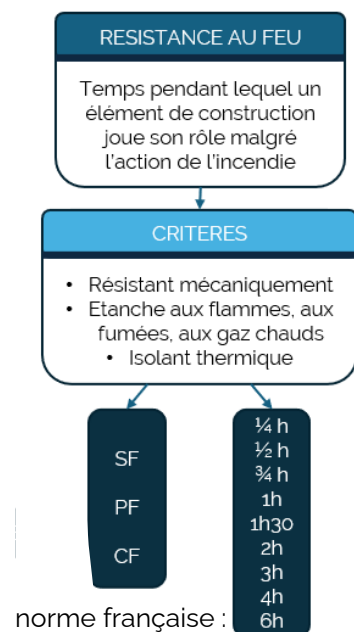 RESISTANCE AU FEU
Temps pendant lequel un
élément de construction
joue son rôle malgré
l'action de l'incendie
CRITERES
• Résistant mécaniquement
• Etanche aux flammes, aux
fumées, aux gaz chauds
• Isolant thermique
SF
PF
CF
¼ h
½ h
¾ h
1h
1h30
2h
3h
4h
6h
norme française :